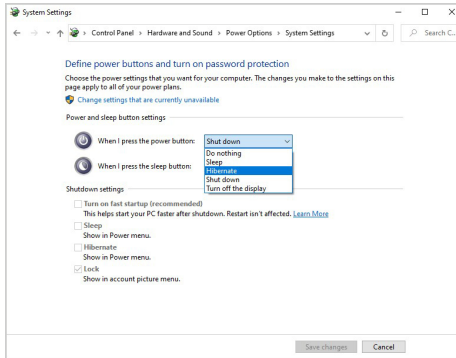 System Settings
Control Panel > Hardware and Sound > Power Options > System Settings
Search C...
Define power buttons and turn on password protection
Choose the power settings that you want for your computer. The changes you make to the settings on this
page apply to all of your power plans.
Change settings that are currently unavailable
Power and sleep button settings
When I press the power button: Shut down
Do nothing
Sleep
Hibernate
Shut down
Turn off the display
When I press the sleep button:
Shutdown settings
Turn on fast startup (recommended)
This helps start your PC faster after shutdown. Restart isn't affected. Learn More
Sleep
Show in Power menu.
Hibernate
Show in Power menu.
Lock
Show in account picture menu.
Save changes
Cancel